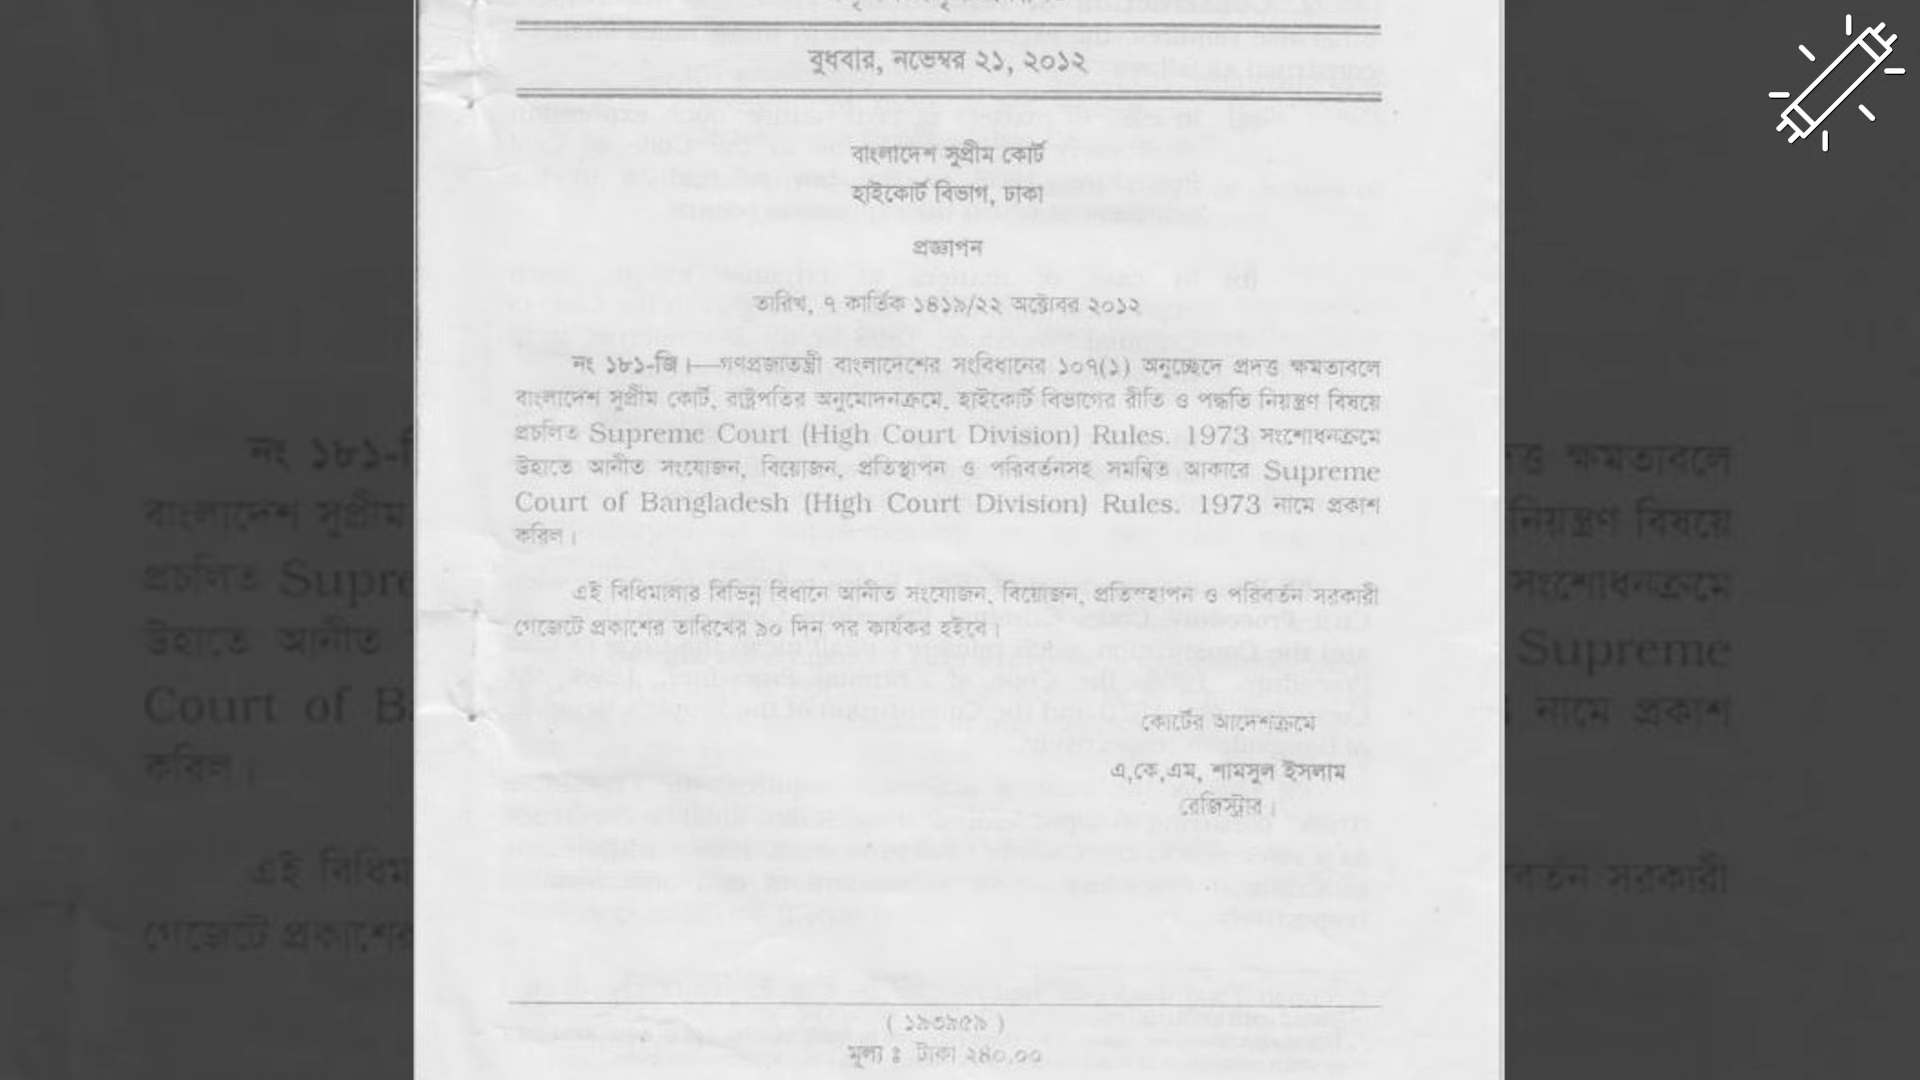 বুধবার, নভেম্বর ২১, ২০১২
বাংলাদেশ সুপ্রীম কোর্ট
হাইকোর্ট বিভাগ, ঢাকা
প্রজ্ঞাপন
তারিখ, ৭ কার্তিক ১৪১৯/২২ অক্টোবর ২০১২
নং ১৮১-জি।—গণপ্রজাতন্ত্রী বাংলাদেশের সংবিধানের ১০৭(১) অনুচ্ছেদে প্রদত্ত ক্ষমতাবলে
বাংলাদেশ সুপ্রীম কোর্ট, রাষ্ট্রপতির অনুমোদনক্রমে, হাইকোর্ট বিভাগের রীতি ও পদ্ধতি নিয়ন্ত্রণ বিষয়ে
প্রচলিত Supreme Court (High Court Division) Rules, 1973 সংশোধনক্রমে
উহাতে আনীত সংযোজন, বিয়োজন, প্রতিস্থাপন ও পরিবর্তনসহ সমন্বিত আকারে Supreme
Court of Bangladesh (High Court Division) Rules, 1973 নামে প্রকাশ
করিল।
এই বিধিমালার বিভিন্ন বিধানে আনীত সংযোজন, বিয়োজন, প্রতিস্হাপন ও পরিবর্তন সরকারী
গেজেটে প্রকাশের তারিখের ৯০ দিন পর কার্যকর হইবে।
কোর্টের আদেশক্রমে
এ,কে,এম, শামসুল ইসলাম
রেজিস্ট্রার।
( ১৯৩৯৫৯ )
মূল্য ঃ টাকা ২৪০.০০